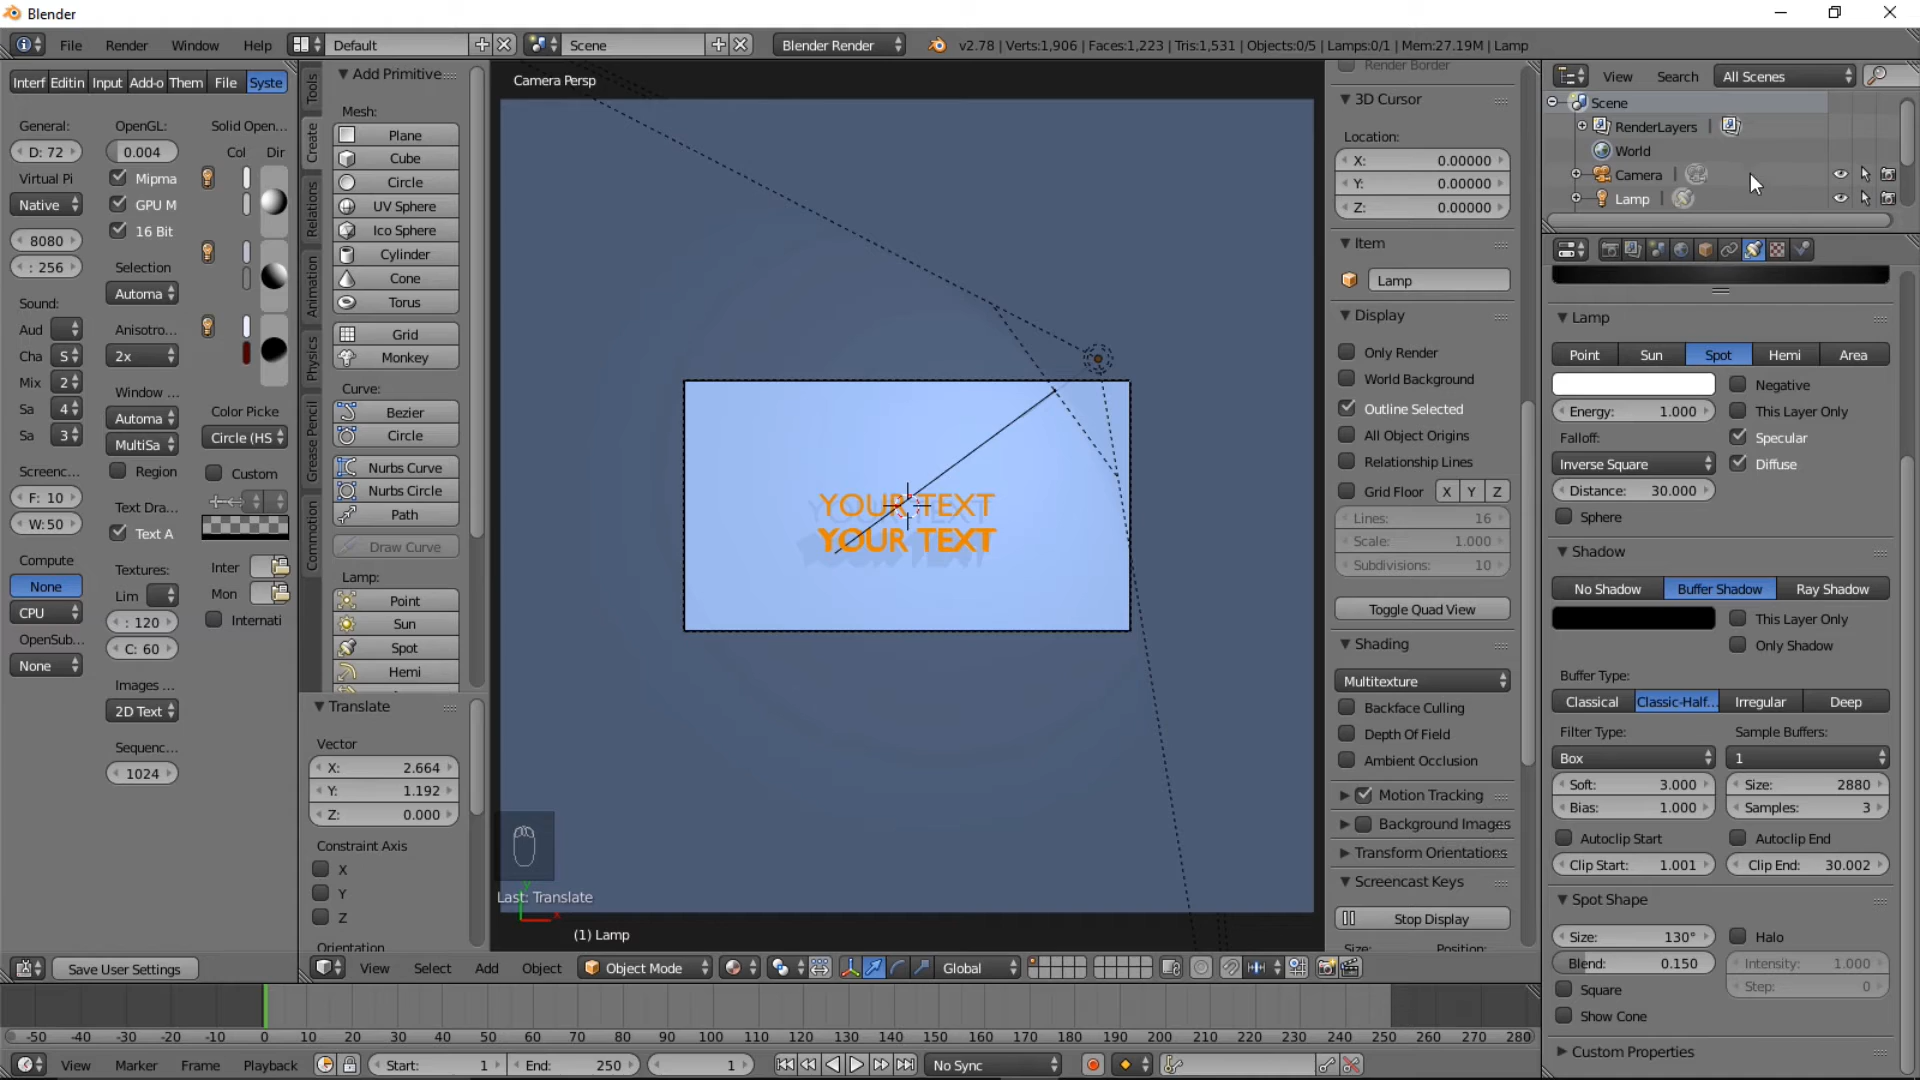 Blender
File Render Window Help Default Scene Blender Render v2.78 | Verts:1,906 | Faces:1,223 | Tris:1,531 | Objects:0/5 | Lamps:0/1 | Mem:27.19M | Lamp
Interf Editin Input Add-o Them File Syste
General: OpenGL: Solid Open...
D: 72 0.004 Col Dir
Virtual Pi Mipma
Native GPU M
16 Bit
8080
: 256 Selection
Automa
Sound:
Aud Anisotro...
Cha S 2x
Mix 2 Window ...
Sa 4 Automa Color Picke
Sa 3 MultiSa Circle (HS
Screenc... Region Custom
F: 10 Text Dra...
W: 50 Text A
Compute Textures: Inter
None Lim Mon
CPU : 120 Internati
OpenSub... C: 60
None Images ...
2D Text
Sequenc...
1024
Save User Settings
Tools
Create
Relations
Animation
Physics
Grease Pencil
Commotion
Add Primitive
Mesh:
Plane
Cube
Circle
UV Sphere
Ico Sphere
Cylinder
Cone
Torus
Grid
Monkey
Curve:
Bezier
Circle
Nurbs Curve
Nurbs Circle
Path
Draw Curve
Lamp:
Point
Sun
Spot
Hemi
Translate
Vector
X: 2.664
Y: 1.192
Z: 0.000
Constraint Axis
X
Y
Z
Orientation
Camera Persp
YOUR TEXT
YOUR TEXT
Last: Translate
(1) Lamp
View Select Add Object Object Mode Global
Render Border
3D Cursor
Location:
X: 0.00000
Y: 0.00000
Z: 0.00000
Item
Lamp
Display
Only Render
World Background
Outline Selected
All Object Origins
Relationship Lines
Grid Floor X Y Z
Lines: 16
Scale: 1.000
Subdivisions: 10
Toggle Quad View
Shading
Multitexture
Backface Culling
Depth Of Field
Ambient Occlusion
Motion Tracking
Background Images
Transform Orientations
Screencast Keys
Stop Display
Size: Position:
View Search All Scenes
Scene
RenderLayers |
World
Camera |
Lamp |
Lamp
Point Sun Spot Hemi Area
Negative
Energy: 1.000 This Layer Only
Falloff: Specular
Inverse Square Diffuse
Distance: 30.000
Sphere
Shadow
No Shadow Buffer Shadow Ray Shadow
This Layer Only
Only Shadow
Buffer Type:
Classical Classic-Half... Irregular Deep
Filter Type: Sample Buffers:
Box 1
Soft: 3.000 Size: 2880
Bias: 1.000 Samples: 3
Autoclip Start Autoclip End
Clip Start: 1.001 Clip End: 30.002
Spot Shape
Size: 130° Halo
Blend: 0.150 Intensity: 1.000
Square Step: 0
Show Cone
Custom Properties
-50 -40 -30 -20 -10 0 10 20 30 40 50 60 70 80 90 100 110 120 130 140 150 160 170 180 190 200 210 220 230 240 250 260 270 280
View Marker Frame Playback Start: 1 End: 250 1 No Sync